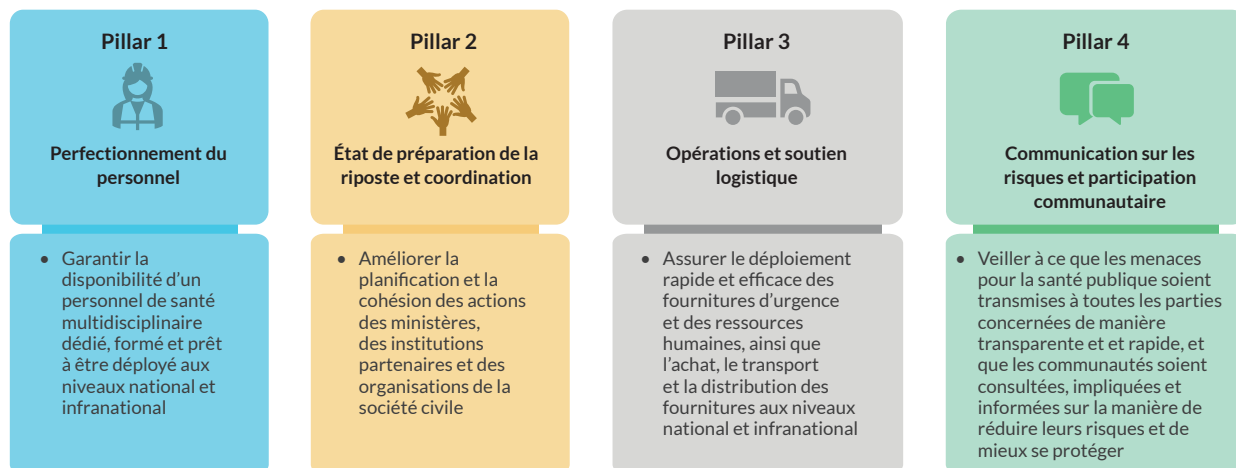 Pillar 1
Perfectionnement du
personnel
• Garantir la
disponibilité d’un
personnel de santé
multidisciplinaire
dédié, formé et prêt
à être déployé aux
niveaux national et
infranational
Pillar 2
État de préparation de la
riposte et coordination
• Améliorer la
planification et la
cohésion des actions
des ministères,
des institutions
partenaires et des
organisations de la
société civile
Pillar 3
Opérations et soutien
logistique
• Assurer le déploiement
rapide et efficace des
fournitures d’urgence
et des ressources
humaines, ainsi que
l’achat, le transport
et la distribution des
fournitures aux niveaux
national et infranational
Pillar 4
Communication sur les
risques et participation
communautaire
• Veiller à ce que les menaces
pour la santé publique soient
transmises à toutes les parties
concernées de manière
transparente et et rapide, et
que les communautés soient
consultées, impliquées et
informées sur la manière de
réduire leurs risques et de
mieux se protéger